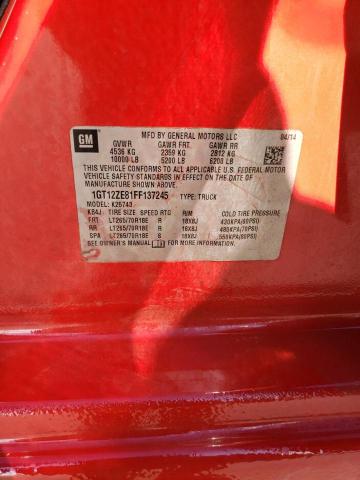 GM
MFD BY GENERAL MOTORS LLC 04/14
GVWR GAWR FRT GAWR RR
4536 KG 2359 KG 2812 KG
10000 LB 5200 LB 6200 LB
THIS VEHICLE CONFORMS TO ALL APPLICABLE U.S. FEDERAL MOTOR
VEHICLE SAFETY STANDARDS IN EFFECT ON THE DATE OF
MANUFACTURE SHOWN ABOVE.
1GT12ZE81FF137245 TYPE: TRUCK
MODEL: K25743
K64J TIRE SIZE SPEED RTG RIM COLD TIRE PRESSURE
FRT LT265/70R18E R 18X8J 420KPA(60PSI)
RR LT265/70R18E R 18X8J 480KPA(70PSI)
SPA LT265/70R18E S 18X8J 550KPA(80PSI)
SEE OWNER'S MANUAL FOR ADDITIONAL INFORMATION